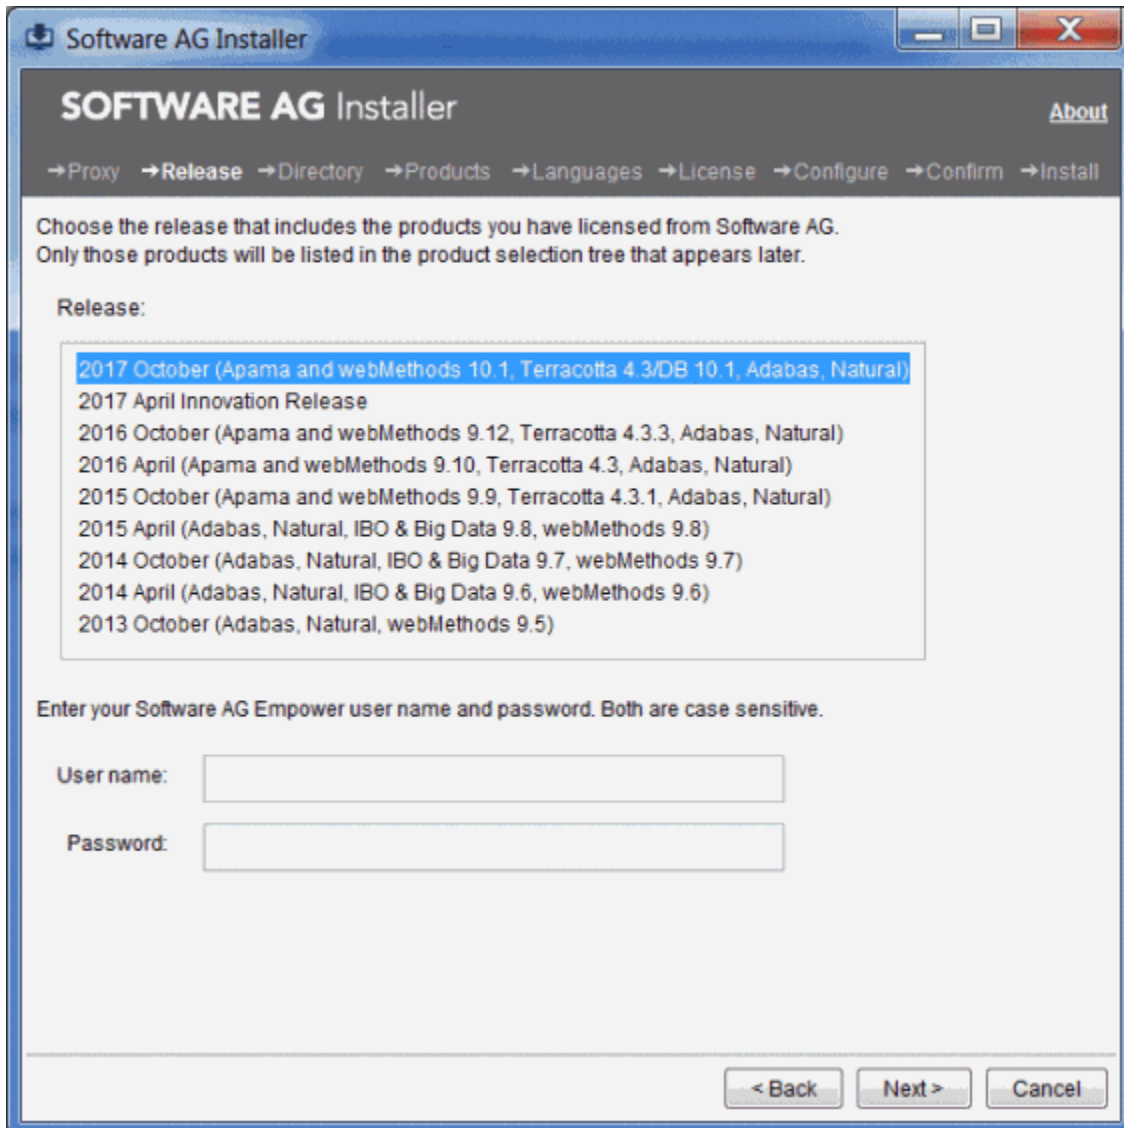 Software AG Installer
SOFTWARE AG Installer
About
→Proxy →Release →Directory →Products →Languages →License →Configure →Confirm →Install
Choose the release that includes the products you have licensed from Software AG.
Only those products will be listed in the product selection tree that appears later.
Release:
2017 October (Apama and webMethods 10.1, Terracotta 4.3/DB 10.1, Adabas, Natural)
2017 April Innovation Release
2016 October (Apama and webMethods 9.12, Terracotta 4.3.3, Adabas, Natural)
2016 April (Apama and webMethods 9.10, Terracotta 4.3, Adabas, Natural)
2015 October (Apama and webMethods 9.9, Terracotta 4.3.1, Adabas, Natural)
2015 April (Adabas, Natural, IBO & Big Data 9.8, webMethods 9.8)
2014 October (Adabas, Natural, IBO & Big Data 9.7, webMethods 9.7)
2014 April (Adabas, Natural, IBO & Big Data 9.6, webMethods 9.6)
2013 October (Adabas, Natural, webMethods 9.5)
Enter your Software AG Empower user name and password. Both are case sensitive.
User name:
Password:
< Back Next > Cancel